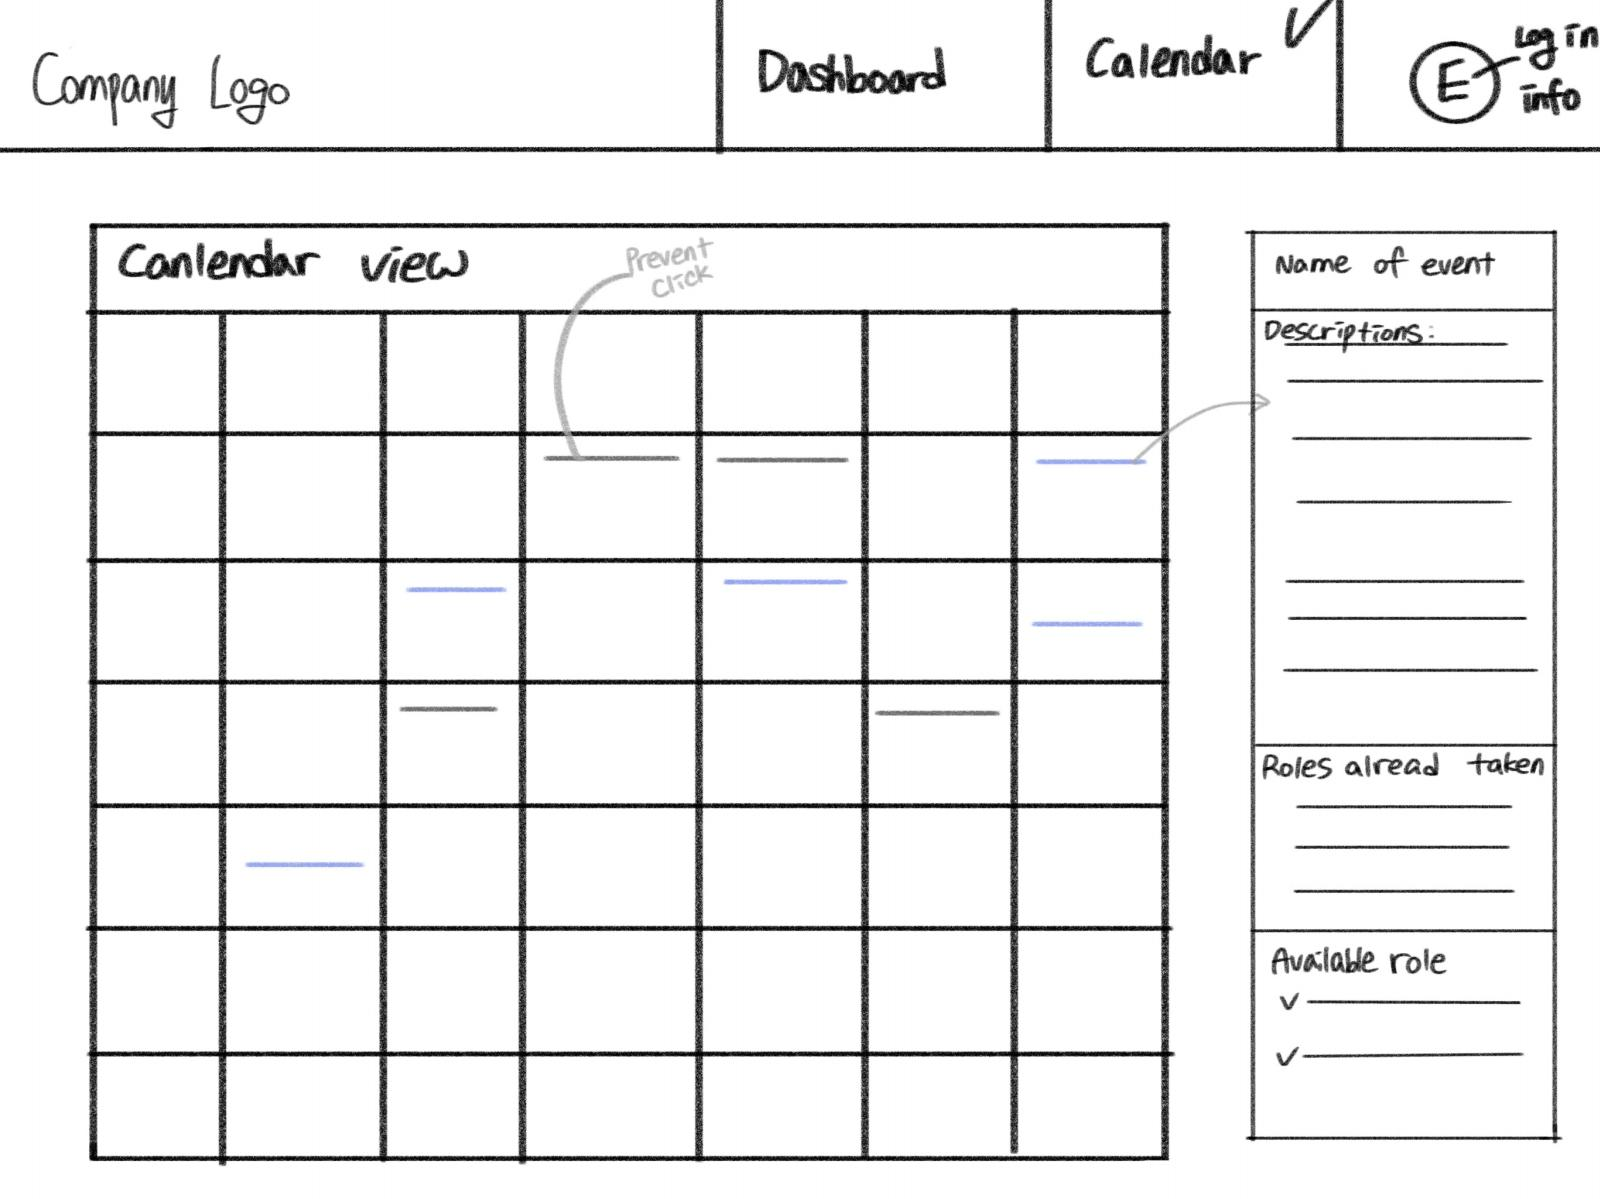 Company Logo
Dashboard
Calendar
E
Log in
info
Canlendar view
Prevent
Click
Name of event
Descriptions:
Roles alread taken
Available role